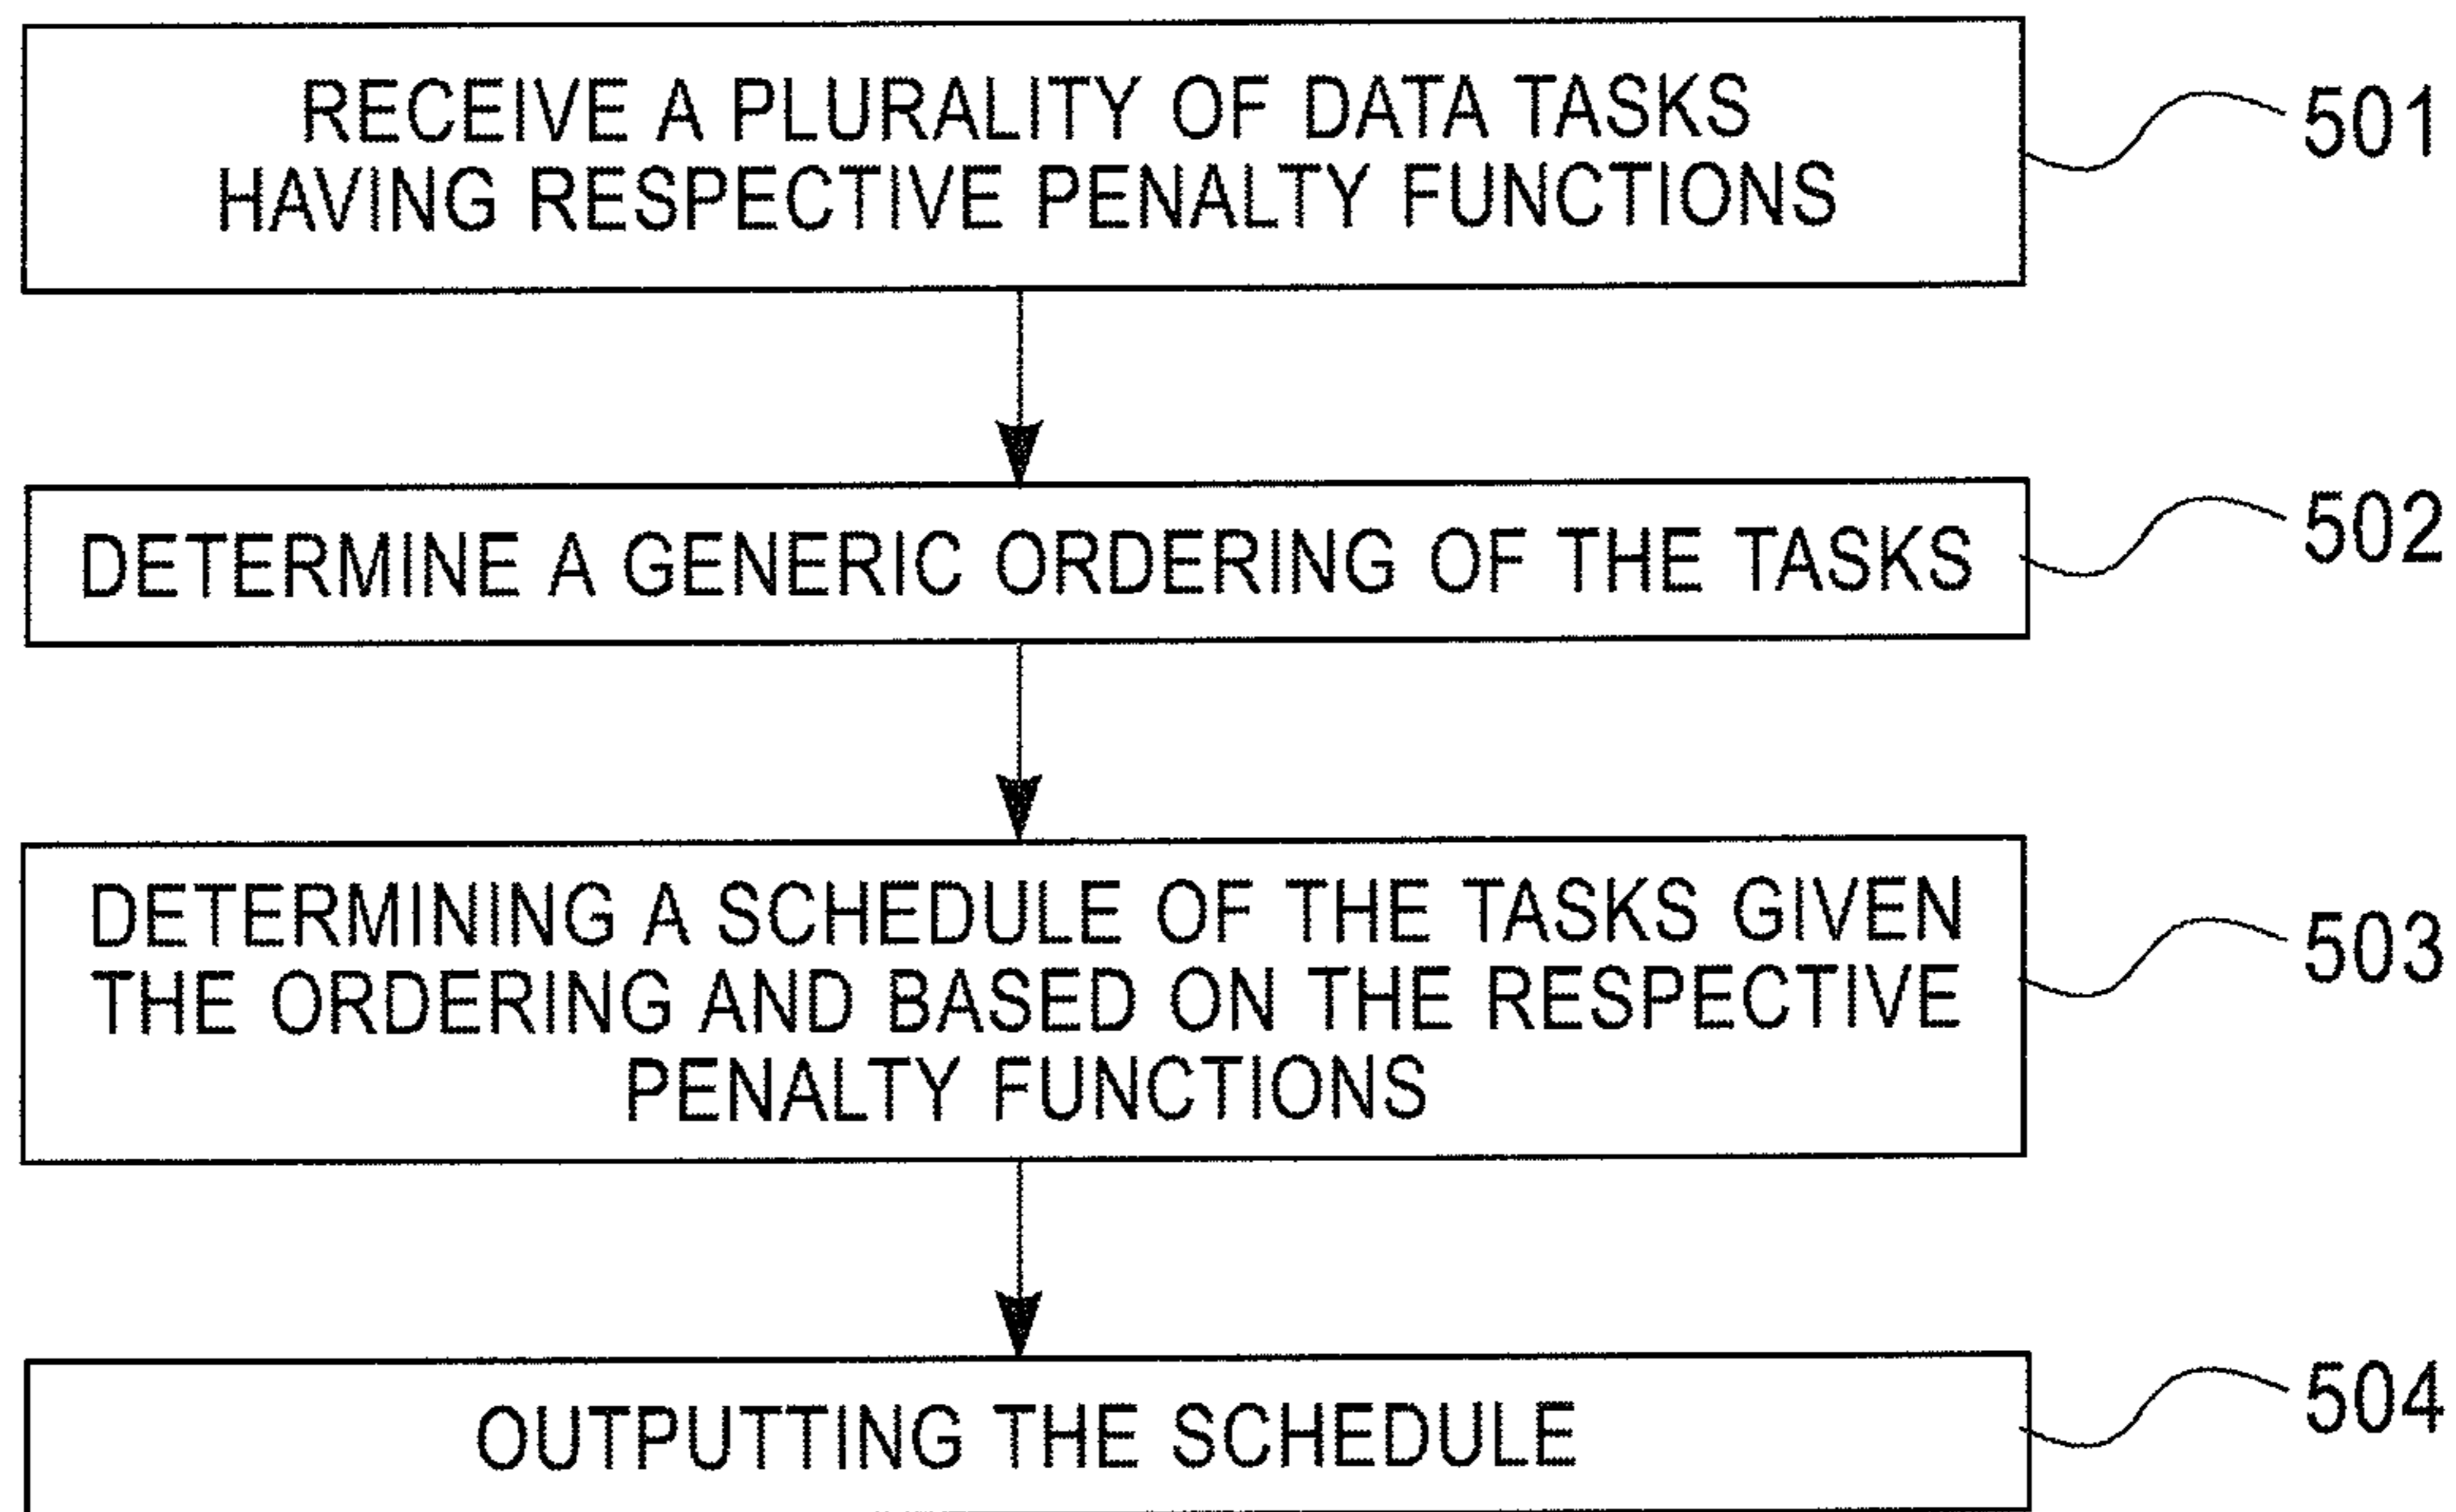 RECEIVE A PLURALITY OF DATA TASKS
HAVING RESPECTIVE PENALTY FUNCTIONS
501
DETERMINE A GENERIC ORDERING OF THE TASKS
502
DETERMINING A SCHEDULE OF THE TASKS GIVEN
THE ORDERING AND BASED ON THE RESPECTIVE
PENALTY FUNCTIONS
503
OUTPUTTING THE SCHEDULE
504